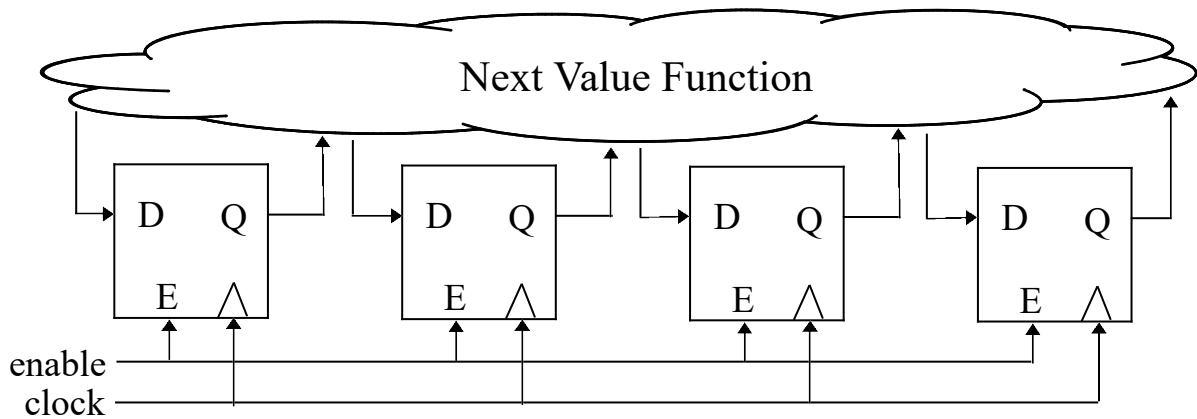 Next Value Function
D Q
E
D Q
E
D Q
E
D Q
E
enable
clock